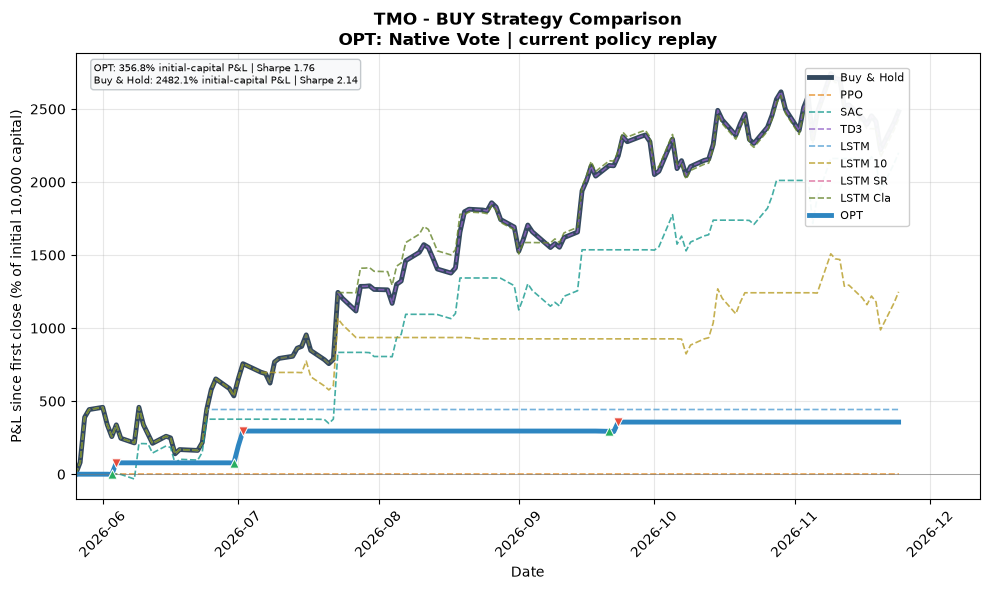 TMO - BUY Strategy Comparison
OPT: Native Vote | current policy replay
OPT: 356.8% initial-capital P&L | Sharpe 1.76
Buy & Hold: 2482.1% initial-capital P&L | Sharpe 2.14
Buy & Hold
PPO
SAC
TD3
LSTM
LSTM 10
LSTM SR
LSTM Cla
OPT
P&L since first close (% of initial 10,000 capital)
2500
2000
1500
1000
500
0
2026-06
2026-07
2026-08
2026-09
2026-10
2026-11
2026-12
Date